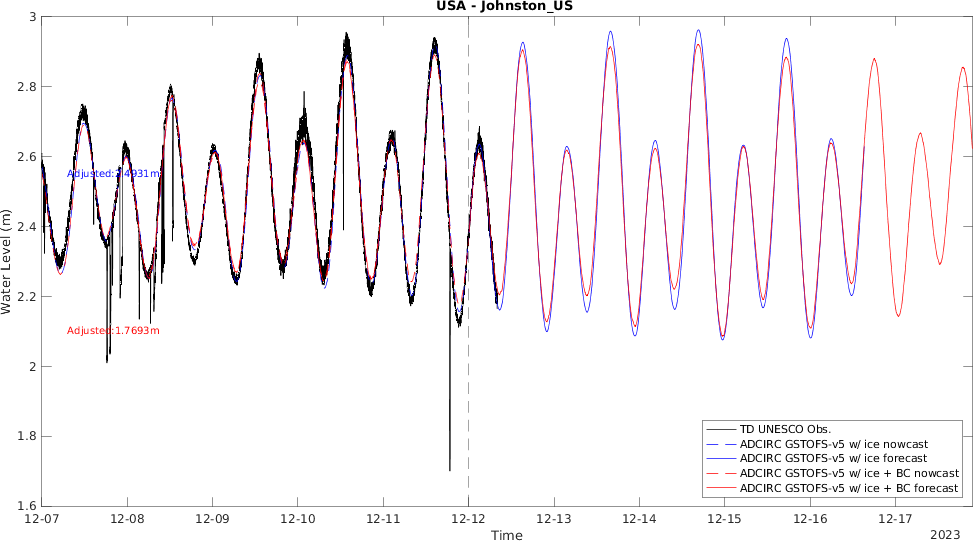 USA - Johnston_US
3
2.8
2.6
2.4
2.2
2
1.8
1.6
Water Level (m)
Adjusted:2.4931m
Adjusted:1.7693m
TD UNESCO Obs.
ADCIRC GSTOFS-v5 w/ ice nowcast
ADCIRC GSTOFS-v5 w/ ice forecast
ADCIRC GSTOFS-v5 w/ ice + BC nowcast
ADCIRC GSTOFS-v5 w/ ice + BC forecast
12-07 12-08 12-09 12-10 12-11 12-12 12-13 12-14 12-15 12-16 12-17
Time
2023